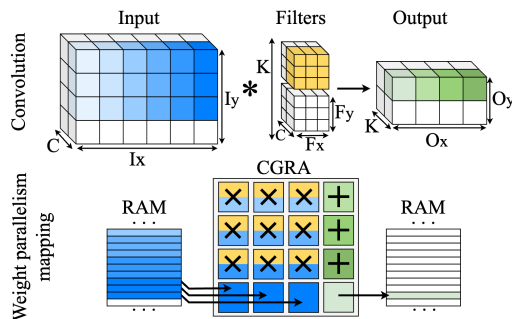 Input
Filters
Output
Convolution
K
Iy
*
Fy
Oy
C
Ix
C
Fx
K
Ox
CGRA
Weight parallelism
mapping
RAM
RAM
. . .
. . .
× × × +
× × × +
× × × +
. . .
. . .